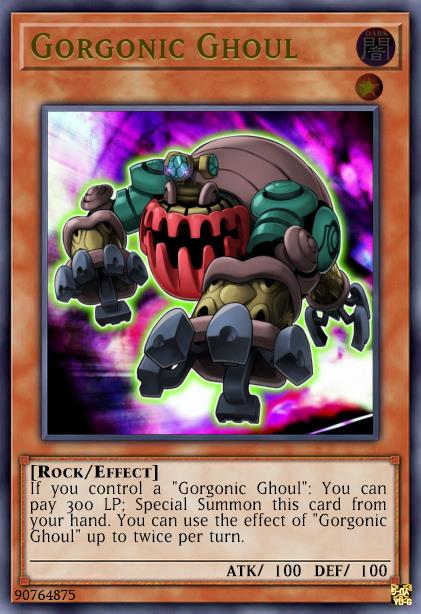 Gorgonic Ghoul
DARK
闇
[Rock/Effect]
If you control a "Gorgonic Ghoul": You can
pay 300 LP; Special Summon this card from
your hand. You can use the effect of "Gorgonic
Ghoul" up to twice per turn.
ATK/ 100 DEF/ 100
90764875